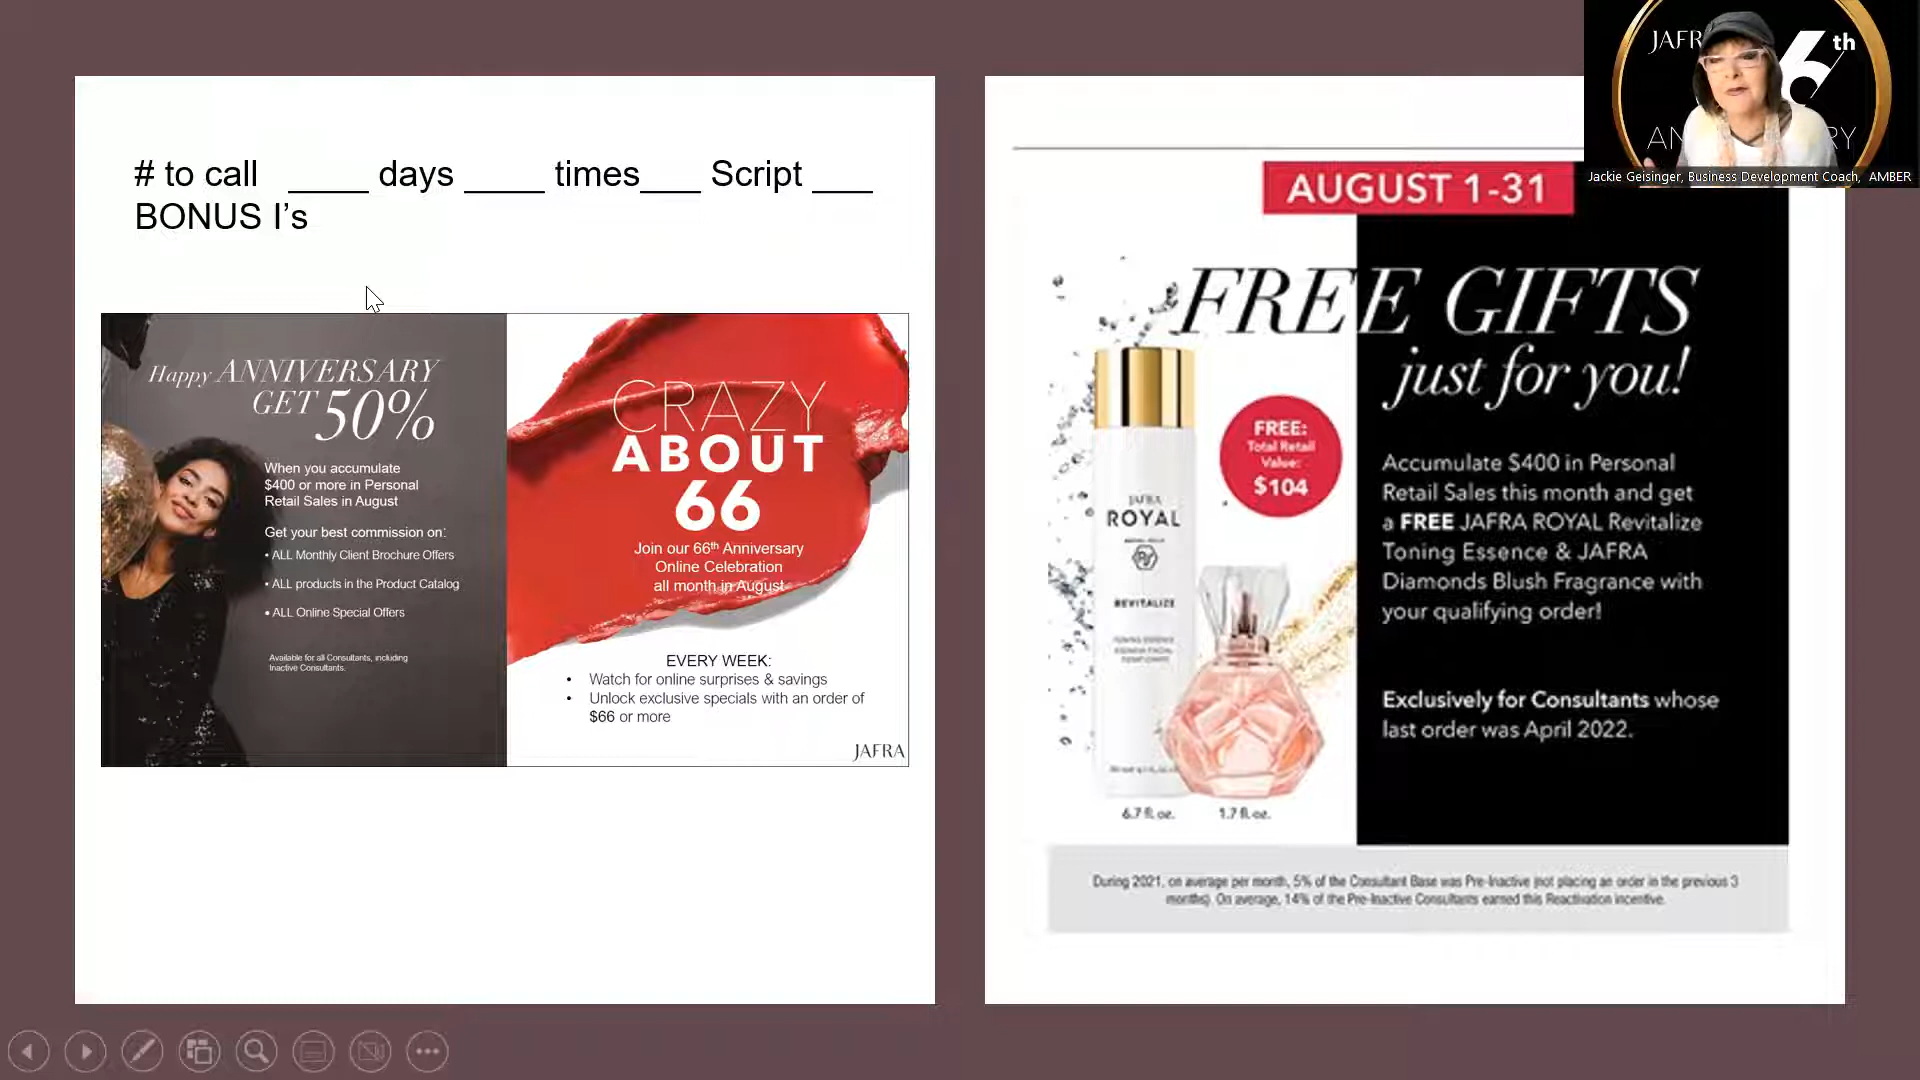 # to call ____ days ____ times___ Script ___
BONUS I’s
Happy ANNIVERSARY
GET 50%
When you accumulate
$400 or more in Personal
Retail Sales in August
Get your best commission on:
• ALL Monthly Client Brochure Offers
• ALL products in the Product Catalog
• ALL Online Special Offers
Available for all Consultants, including
Inactive Consultants.
CRAZY
ABOUT
66
Join our 66th Anniversary
Online Celebration
all month in August
EVERY WEEK:
• Watch for online surprises & savings
• Unlock exclusive specials with an order of
$66 or more
JAFRA
AUGUST 1-31
FREE GIFTS
just for you!
FREE:
Total Retail
Value:
$104
JAFRA
ROYAL
REVITALIZE
TONING ESSENCE
6.7 fl. oz.
1.7 fl. oz.
Accumulate $400 in Personal
Retail Sales this month and get
a FREE JAFRA ROYAL Revitalize
Toning Essence & JAFRA
Diamonds Blush Fragrance with
your qualifying order!
Exclusively for Consultants whose
last order was April 2022.
During 2021, on average per month, 5% of the Consultant Base was Pre-Inactive (not placing an order in the previous 3
months). On average, 14% of the Pre-Inactive Consultants earned this Reactivation incentive.
JAFR
6th
AN RY
Jackie Geisinger, Business Development Coach, AMBER